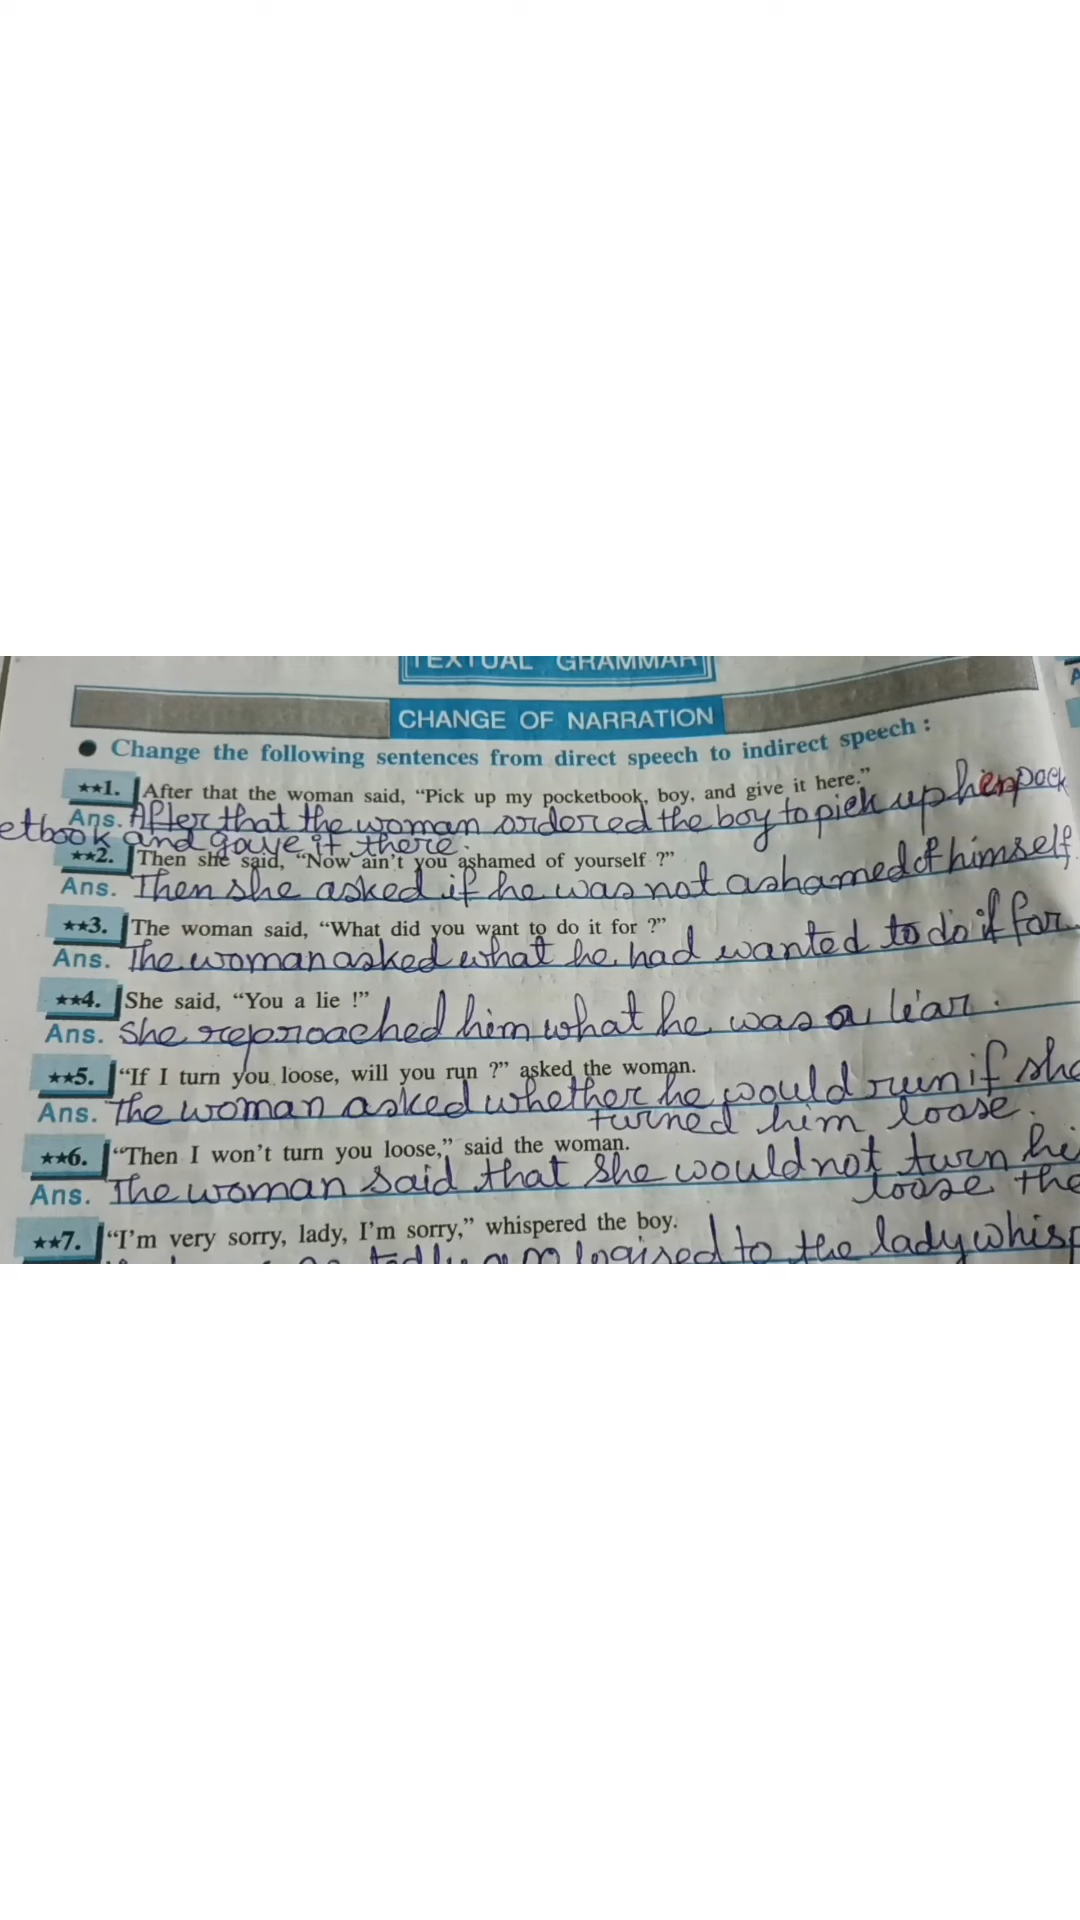 TEXTUAL GRAMMAR
CHANGE OF NARRATION
● Change the following sentences from direct speech to indirect speech :
★★1. After that the woman said, “Pick up my pocketbook, boy, and give it here.”
Ans. After that the woman ordered the boy to pick up her pock
etbook and gave it there.
★★2. Then she said, “Now ain't you ashamed of yourself ?”
Ans. Then she asked if he was not ashamed of himself
★★3. The woman said, “What did you want to do it for ?”
Ans. The woman asked what he had wanted to do it for
★★4. She said, “You a lie !”
Ans. She reproached him what he was a liar.
★★5. “If I turn you loose, will you run ?” asked the woman.
Ans. The woman asked whether he would run if she
turned him loose.
★★6. “Then I won't turn you loose,” said the woman.
Ans. The woman said that she would not turn hi
loose the
★★7. “I'm very sorry, lady, I'm sorry,” whispered the boy.
to the lady whisp